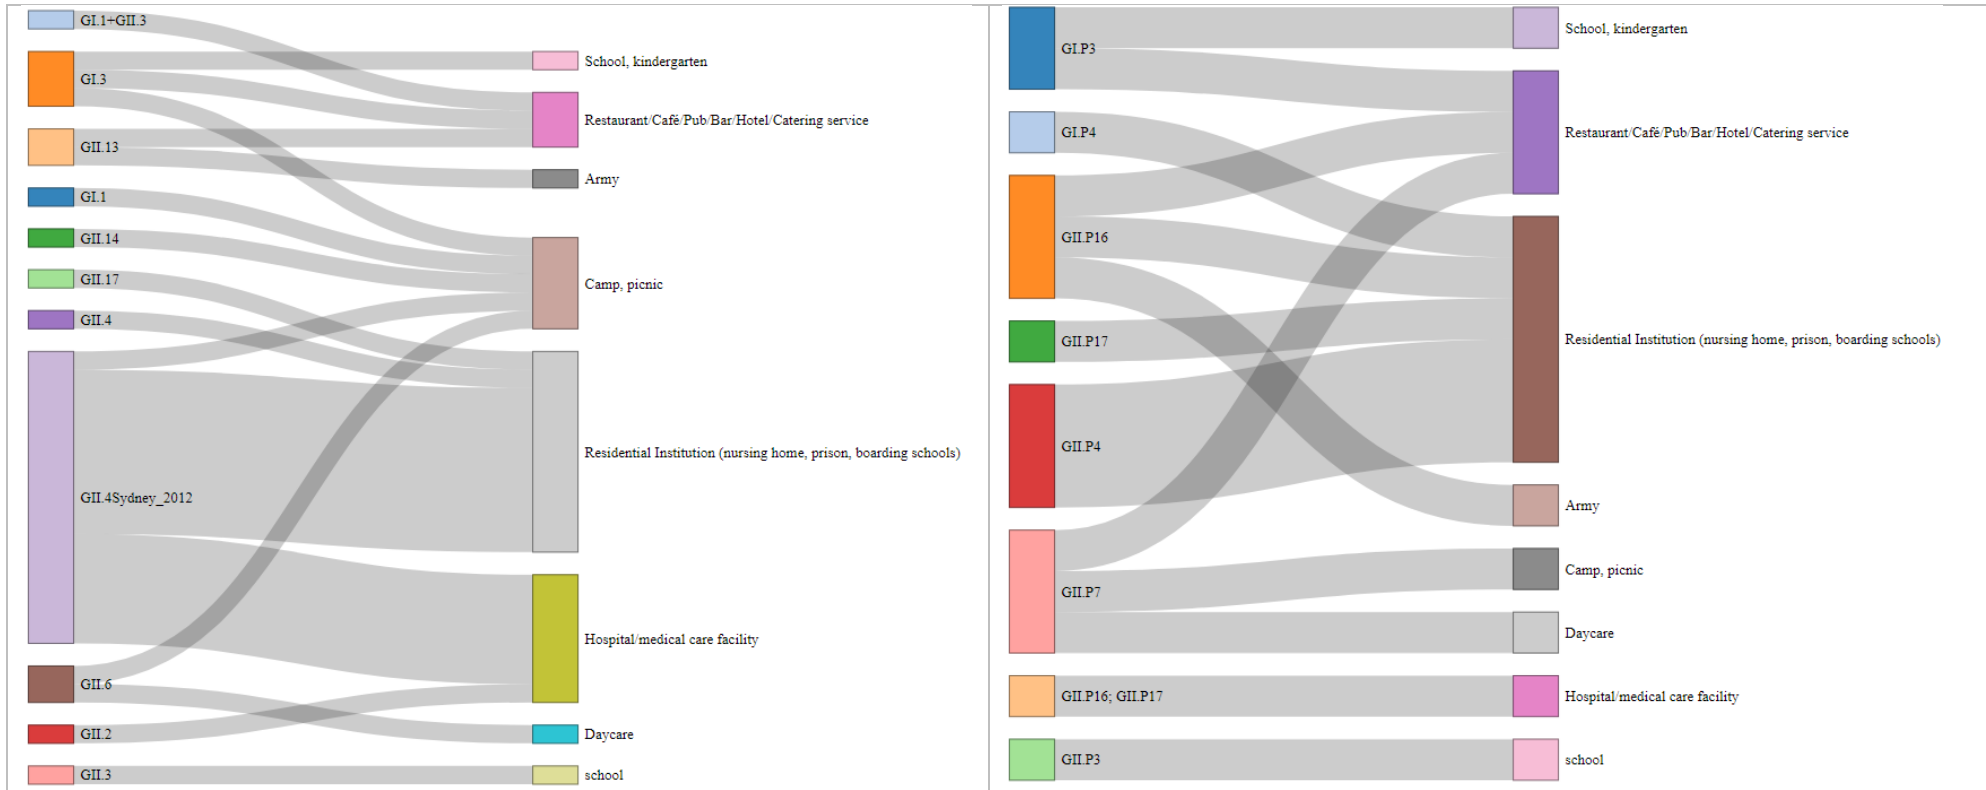 GI.1+GII.3
GI.3
GII.13
GI.1
GII.14
GII.17
GII.4
GII.4Sydney_2012
GII.6
GII.2
GII.3
School, kindergarten
Restaurant/Café/Pub/Bar/Hotel/Catering service
Army
Camp, picnic
Residential Institution (nursing home, prison, boarding schools)
Hospital/medical care facility
Daycare
school
GI.P3
GI.P4
GII.P16
GII.P17
GII.P4
GII.P7
GII.P16; GII.P17
GII.P3
School, kindergarten
Restaurant/Café/Pub/Bar/Hotel/Catering service
Residential Institution (nursing home, prison, boarding schools)
Army
Camp, picnic
Daycare
Hospital/medical care facility
school